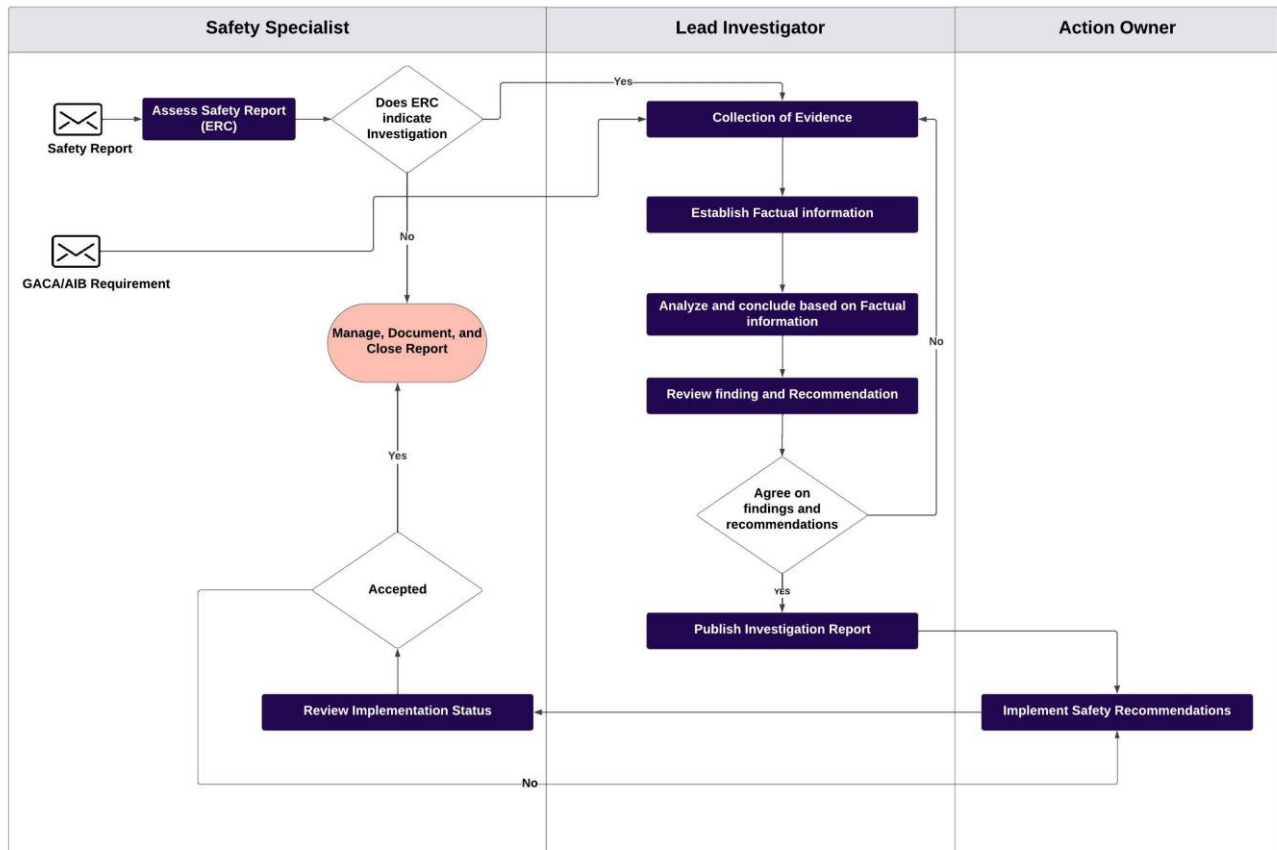 Safety Specialist
Lead Investigator
Action Owner
Safety Report
Assess Safety Report
(ERC)
Does ERC
indicate
Investigation
Yes
Collection of Evidence
GACA/AIB Requirement
No
Establish Factual information
Manage, Document, and
Close Report
Analyze and conclude based on Factual
information
No
Review finding and Recommendation
Yes
Agree on
findings and
recommendations
Accepted
YES
Publish Investigation Report
Review Implementation Status
Implement Safety Recommendations
No